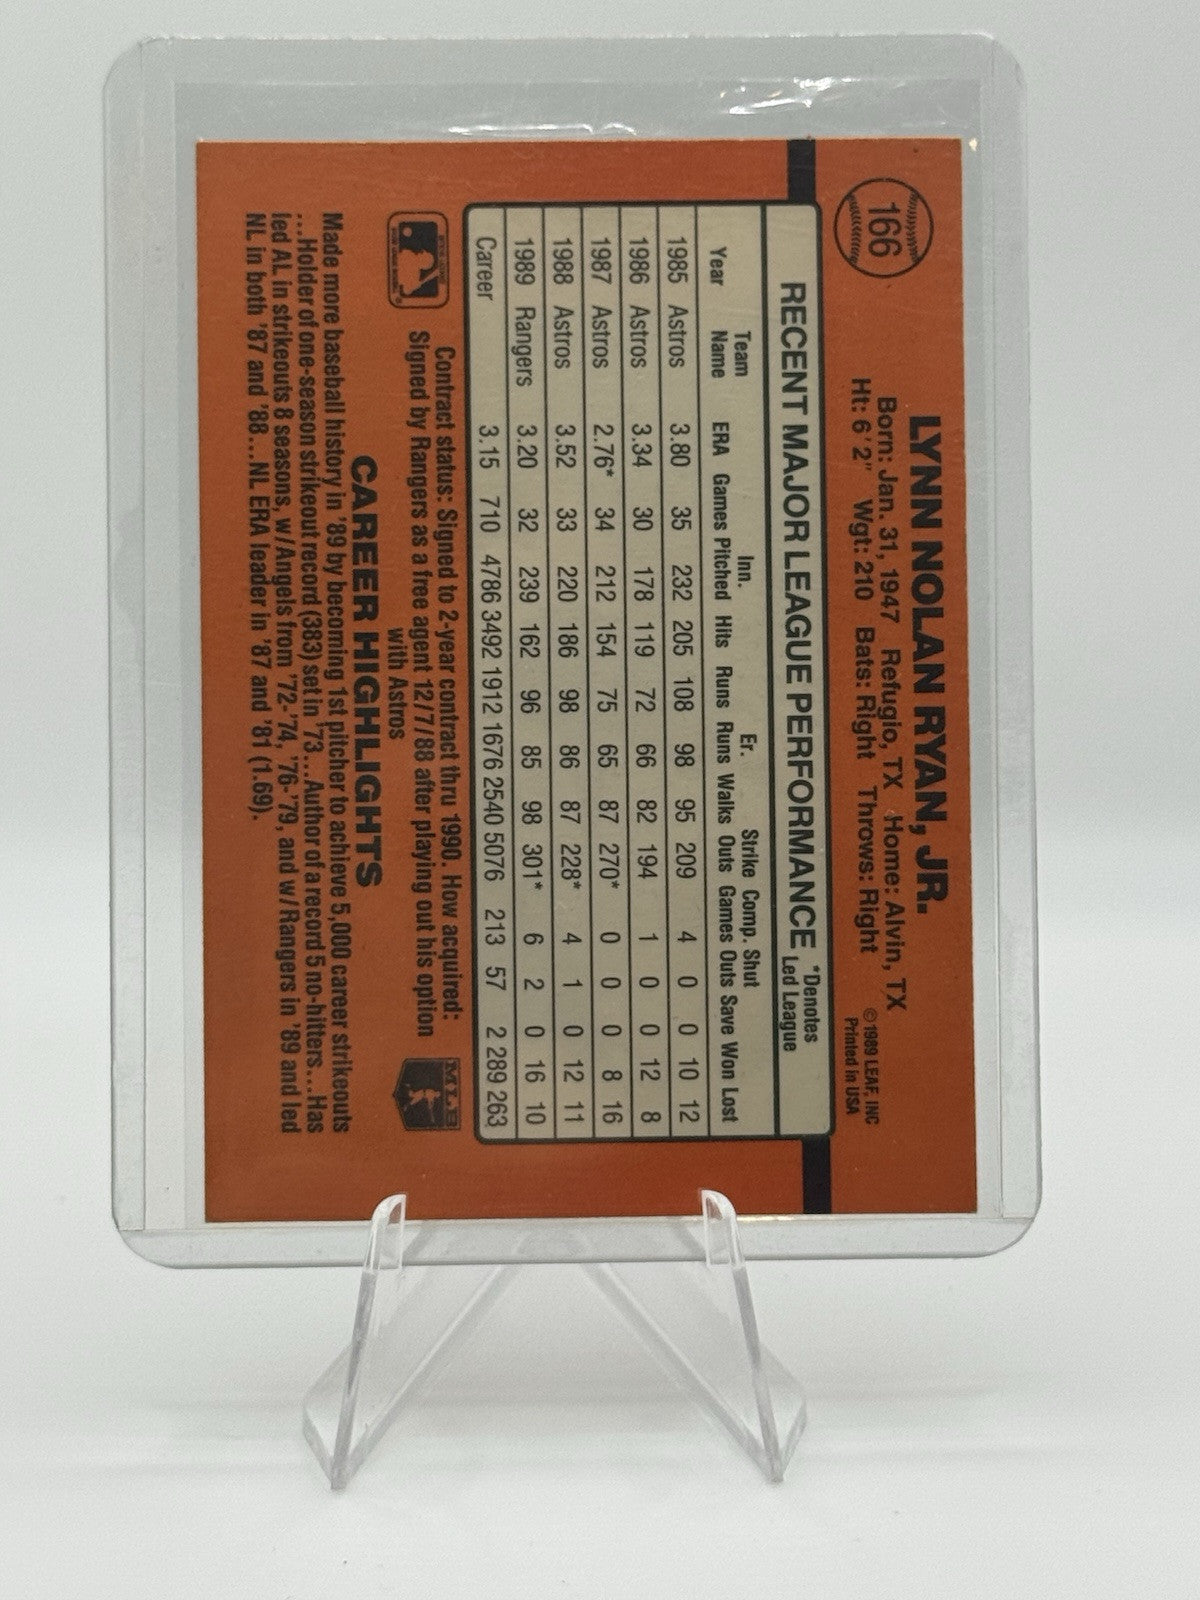 166
LYNN NOLAN RYAN, JR.
Born: Jan. 31, 1947 Refugio, TX Home: Alvin, TX
Ht: 6'2" Wgt: 210 Bats: Right Throws: Right
© 1989 LEAF, INC
Printed in USA
RECENT MAJOR LEAGUE PERFORMANCE *Denotes Led League
Year Team Name ERA Games Inn. Pitched Hits Runs Er. Runs Walks Strike Outs Comp. Games Shut Outs Save Won Lost
1985 Astros 3.80 35 232 205 108 98 95 209 4 0 0 10 12
1986 Astros 3.34 30 178 119 72 66 82 194 1 0 0 12 8
1987 Astros 2.76* 34 212 154 75 65 87 270* 0 0 0 8 16
1988 Astros 3.52 33 220 186 98 86 87 228* 4 1 0 12 11
1989 Rangers 3.20 32 239 162 96 85 98 301* 6 2 0 16 10
Career 3.15 710 4786 3492 1912 1676 2540 5076 213 57 2 289 263
Contract status: Signed to 2-year contract thru 1990. How acquired:
Signed by Rangers as a free agent 12/7/88 after playing out his option
with Astros
MLB
CAREER HIGHLIGHTS
Made more baseball history in '89 by becoming 1st pitcher to achieve 5,000 career strikeouts
...Holder of one-season strikeout record (383) set in '73...Author of a record 5 no-hitters...Has
led AL in strikeouts 8 seasons, w/Angels from '72-'74, '76-'79, and w/Rangers in '89 and led
NL in both '87 and '88...NL ERA leader in '87 and '81 (1.69).